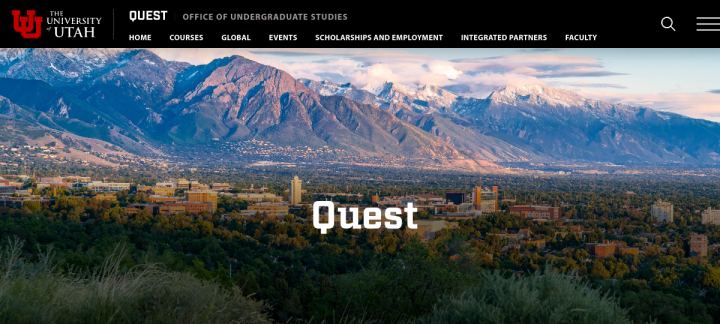 THE
UNIVERSITY
OF UTAH
QUEST OFFICE OF UNDERGRADUATE STUDIES
HOME COURSES GLOBAL EVENTS SCHOLARSHIPS AND EMPLOYMENT INTEGRATED PARTNERS FACULTY
Quest